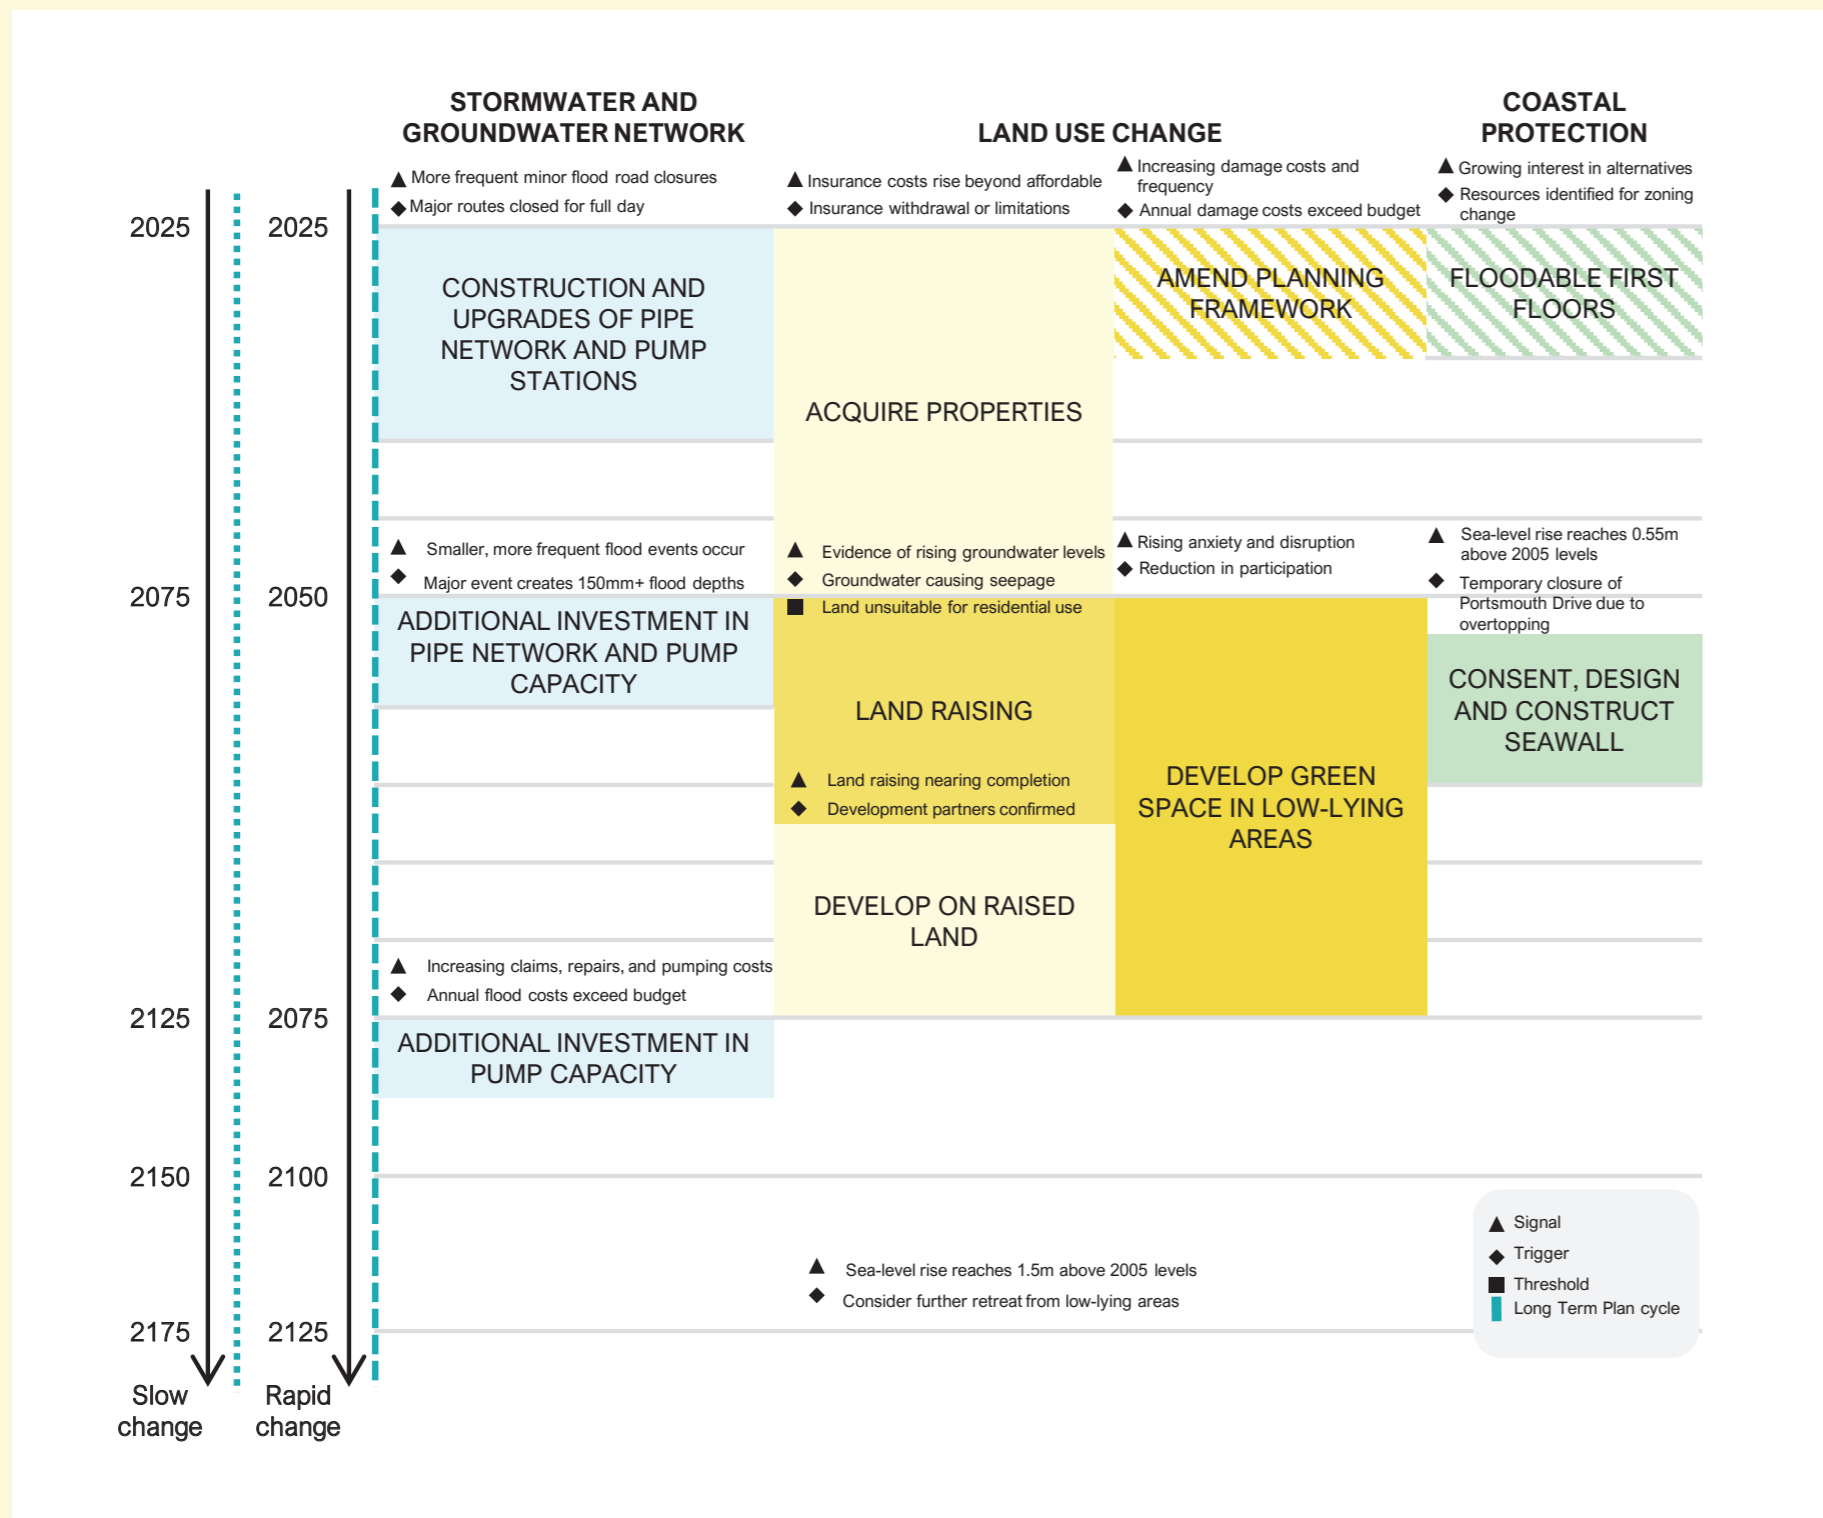 STORMWATER AND
GROUNDWATER NETWORK
LAND USE CHANGE
COASTAL
PROTECTION
More frequent minor flood road closures
Major routes closed for full day
Insurance costs rise beyond affordable
Insurance withdrawal or limitations
Increasing damage costs and
frequency
Annual damage costs exceed budget
Growing interest in alternatives
Resources identified for zoning
change
2025
2025
CONSTRUCTION AND
UPGRADES OF PIPE
NETWORK AND PUMP
STATIONS
ACQUIRE PROPERTIES
AMEND PLANNING
FRAMEWORK
FLOODABLE FIRST
FLOORS
Smaller, more frequent flood events occur
Major event creates 150mm+ flood depths
Evidence of rising groundwater levels
Groundwater causing seepage
Land unsuitable for residential use
Rising anxiety and disruption
Reduction in participation
Sea-level rise reaches 0.55m
above 2005 levels
Temporary closure of
Portsmouth Drive due to
overtopping
2075
2050
ADDITIONAL INVESTMENT IN
PIPE NETWORK AND PUMP
CAPACITY
LAND RAISING
Land raising nearing completion
Development partners confirmed
DEVELOP GREEN
SPACE IN LOW-LYING
AREAS
CONSENT, DESIGN
AND CONSTRUCT
SEAWALL
DEVELOP ON RAISED
LAND
Increasing claims, repairs, and pumping costs
Annual flood costs exceed budget
2125
2075
ADDITIONAL INVESTMENT IN
PUMP CAPACITY
2150
2100
Sea-level rise reaches 1.5m above 2005 levels
Consider further retreat from low-lying areas
2175
2125
Slow
change
Rapid
change
Signal
Trigger
Threshold
Long Term Plan cycle